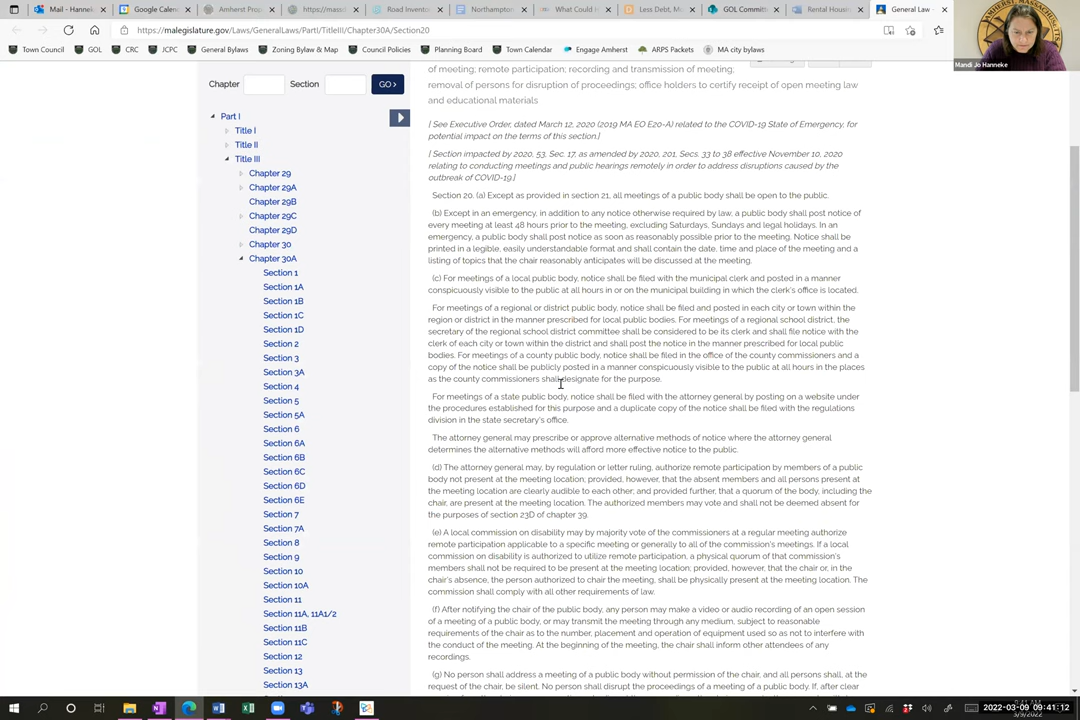 Mail - Hanneke
Google Calen
Amherst Prop
https://massd
Road Inventor
Northampton
What Could I
Less Debt, M
GOL Committ
Rental Housi
General Law
https://malegislature.gov/Laws/GeneralLaws/PartI/TitleIII/Chapter30A/Section20
Town Council
GOL
CRC
JCPC
General Bylaws
Zoning Bylaw & Map
Council Policies
Planning Board
Town Calendar
Engage Amherst
ARPS Packets
MA city bylaws
AMHERST, MASSACHUSETTS
Mandi Jo Hanneke
Chapter
Section
GO
Part I
Title I
Title II
Title III
Chapter 29
Chapter 29A
Chapter 29B
Chapter 29C
Chapter 29D
Chapter 30
Chapter 30A
Section 1
Section 1A
Section 1B
Section 1C
Section 1D
Section 2
Section 3
Section 3A
Section 4
Section 5
Section 5A
Section 6
Section 6A
Section 6B
Section 6C
Section 6D
Section 6E
Section 7
Section 7A
Section 8
Section 9
Section 10
Section 10A
Section 11
Section 11A, 11A1/2
Section 11B
Section 11C
Section 12
Section 13
Section 13A
of meeting; remote participation; recording and transmission of meeting;
removal of persons for disruption of proceedings; office holders to certify receipt of open meeting law
and educational materials
[ See Executive Order, dated March 12, 2020 (2019 MA EO E20-A) related to the COVID-19 State of Emergency, for
potential impact on the terms of this section.]
[ Section impacted by 2020, 53, Sec. 17, as amended by 2020, 201, Secs. 33 to 38 effective November 10, 2020
relating to conducting meetings and public hearings remotely in order to address disruptions caused by the
outbreak of COVID-19.]
Section 20. (a) Except as provided in section 21, all meetings of a public body shall be open to the public.
(b) Except in an emergency, in addition to any notice otherwise required by law, a public body shall post notice of
every meeting at least 48 hours prior to the meeting, excluding Saturdays, Sundays and legal holidays. In an
emergency, a public body shall post notice as soon as reasonably possible prior to the meeting. Notice shall be
printed in a legible, easily understandable format and shall contain the date, time and place of the meeting and a
listing of topics that the chair reasonably anticipates will be discussed at the meeting.
(c) For meetings of a local public body, notice shall be filed with the municipal clerk and posted in a manner
conspicuously visible to the public at all hours in or on the municipal building in which the clerk's office is located.
For meetings of a regional or district public body, notice shall be filed and posted in each city or town within the
region or district in the manner prescribed for local public bodies. For meetings of a regional school district, the
secretary of the regional school district committee shall be considered to be its clerk and shall file notice with the
clerk of each city or town within the district and shall post the notice in the manner prescribed for local public
bodies. For meetings of a county public body, notice shall be filed in the office of the county commissioners and a
copy of the notice shall be publicly posted in a manner conspicuously visible to the public at all hours in the places
as the county commissioners shall designate for the purpose.
For meetings of a state public body, notice shall be filed with the attorney general by posting on a website under
the procedures established for this purpose and a duplicate copy of the notice shall be filed with the regulations
division in the state secretary's office.
The attorney general may prescribe or approve alternative methods of notice where the attorney general
determines the alternative methods will afford more effective notice to the public.
(d) The attorney general may, by regulation or letter ruling, authorize remote participation by members of a public
body not present at the meeting location; provided, however, that the absent members and all persons present at
the meeting location are clearly audible to each other; and provided further, that a quorum of the body, including the
chair, are present at the meeting location. The authorized members may vote and shall not be deemed absent for
the purposes of section 23D of chapter 39.
(e) A local commission on disability may by majority vote of the commissioners at a regular meeting authorize
remote participation applicable to a specific meeting or generally to all of the commission's meetings. If a local
commission on disability is authorized to utilize remote participation, a physical quorum of that commission's
members shall not be required to be present at the meeting location; provided, however, that the chair or, in the
chair's absence, the person authorized to chair the meeting, shall be physically present at the meeting location. The
commission shall comply with all other requirements of law.
(f) After notifying the chair of the public body, any person may make a video or audio recording of an open session
of a meeting of a public body, or may transmit the meeting through any medium, subject to reasonable
requirements of the chair as to the number, placement and operation of equipment used so as not to interfere with
the conduct of the meeting. At the beginning of the meeting, the chair shall inform other attendees of any
recordings.
(g) No person shall address a meeting of a public body without permission of the chair, and all persons shall, at the
request of the chair, be silent. No person shall disrupt the proceedings of a meeting of a public body. If, after clear
2022-03-09 09:41:12